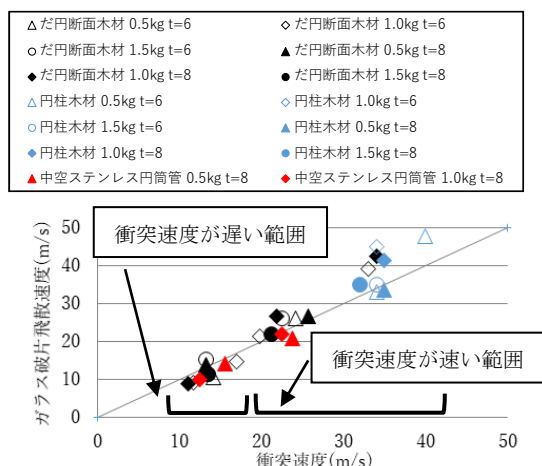 だ円断面木材 0.5kg t=6 だ円断面木材 1.0kg t=6
だ円断面木材 1.5kg t=6 だ円断面木材 0.5kg t=8
だ円断面木材 1.0kg t=8 だ円断面木材 1.5kg t=8
円柱木材 0.5kg t=6 円柱木材 1.0kg t=6
円柱木材 1.5kg t=6 円柱木材 0.5kg t=8
円柱木材 1.0kg t=8 円柱木材 1.5kg t=8
中空ステンレス円筒管 0.5kg t=8 中空ステンレス円筒管 1.0kg t=8
ガラス破片飛散速度(m/s)
50
40
30
20
10
0
衝突速度が遅い範囲
衝突速度が速い範囲
0 10 20 30 40 50
衝突速度(m/s)